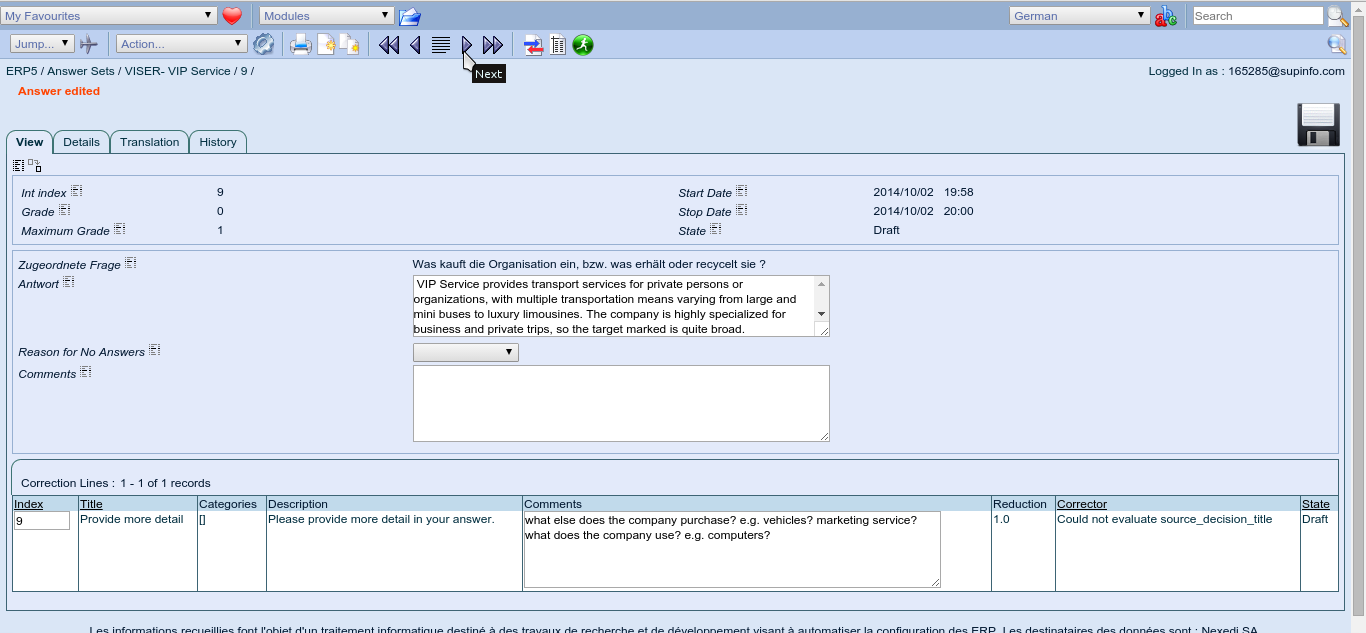 My Favourites
Modules
German
Search
Jump...
Action...
Next
ERP5 / Answer Sets / VISER- VIP Service / 9 /
Logged In as : 165285@supinfo.com
Answer edited
View Details Translation History
Int index 9
Start Date 2014/10/02 19:58
Grade 0
Stop Date 2014/10/02 20:00
Maximum Grade 1
State Draft
Zugeordnete Frage Was kauft die Organisation ein, bzw. was erhält oder recycelt sie ?
Antwort
VIP Service provides transport services for private persons or
organizations, with multiple transportation means varying from large and
mini buses to luxury limousines. The company is highly specialized for
business and private trips, so the target marked is quite broad.
Reason for No Answers
Comments
Correction Lines : 1 - 1 of 1 records
Index Title Categories Description Comments Reduction Corrector State
9 Provide more detail [] Please provide more detail in your answer. what else does the company purchase? e.g. vehicles? marketing service? 1.0 Could not evaluate source_decision_title Draft
what does the company use? e.g. computers?
Les informations recueillies font l'objet d'un traitement informatique destiné à des travaux de recherche et de développement visant à automatiser la configuration des ERP. Les destinataires des données sont : Nexedi SA,